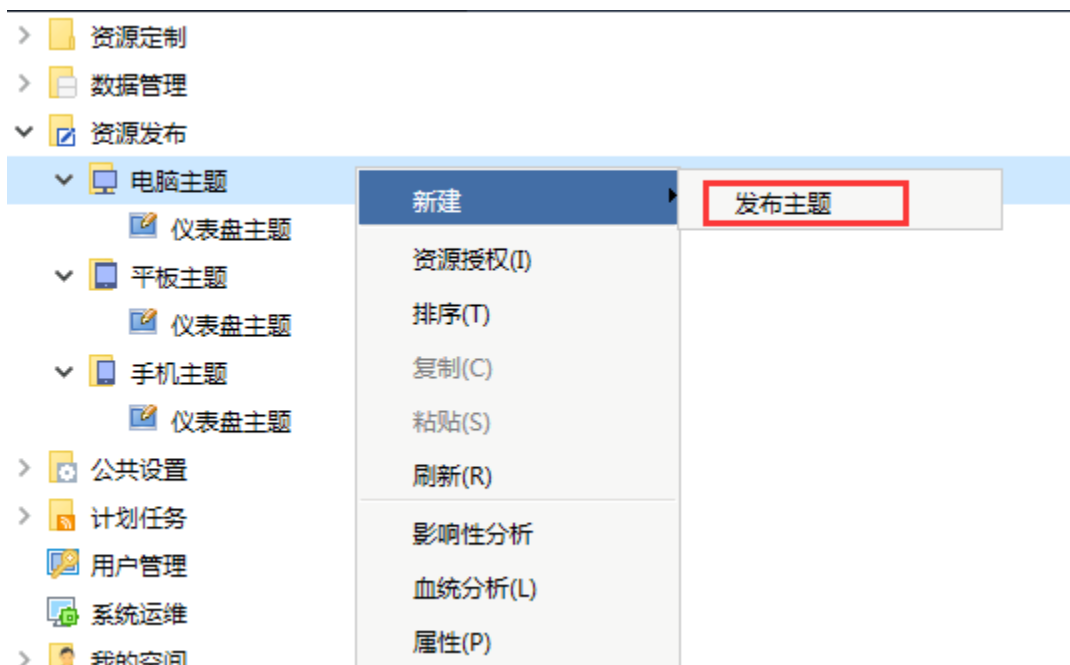 资源定制
数据管理
资源发布
电脑主题
仪表盘主题
平板主题
仪表盘主题
手机主题
仪表盘主题
公共设置
计划任务
用户管理
系统运维
我的空间
新建
发布主题
资源授权(I)
排序(T)
复制(C)
粘贴(S)
刷新(R)
影响性分析
血统分析(L)
属性(P)